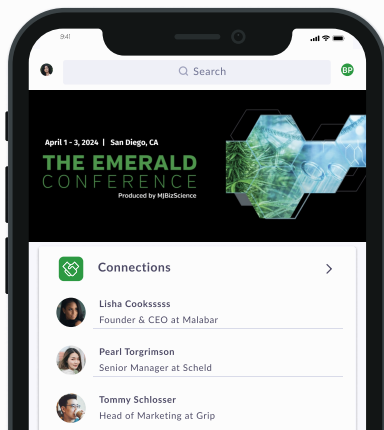 9:41
Search
BP
April 1 - 3, 2024 | San Diego, CA
THE EMERALD
CONFERENCE
Produced by MJBizScience
Connections
Lisha Cooksssss
Founder & CEO at Malabar
Pearl Torgrimson
Senior Manager at Scheld
Tommy Schlosser
Head of Marketing at Grip